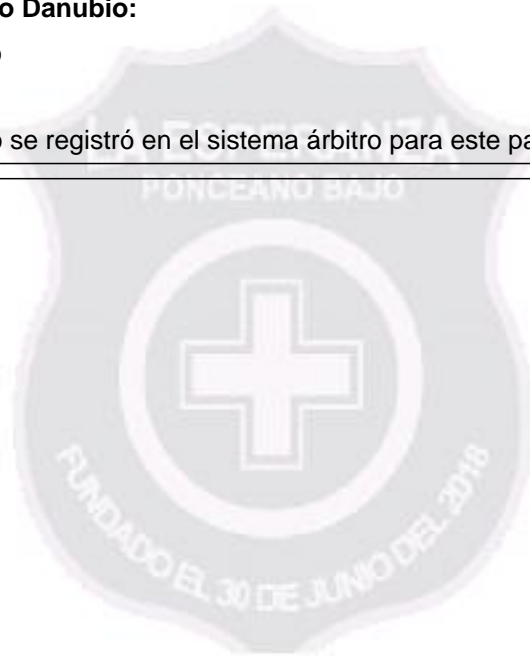 o Danubio:
o
o se registró en el sistema árbitro para este pa
LA ESPERANZA
PONCEANO BAJO
FUNDADO EL 30 DE JUNIO DEL 2018